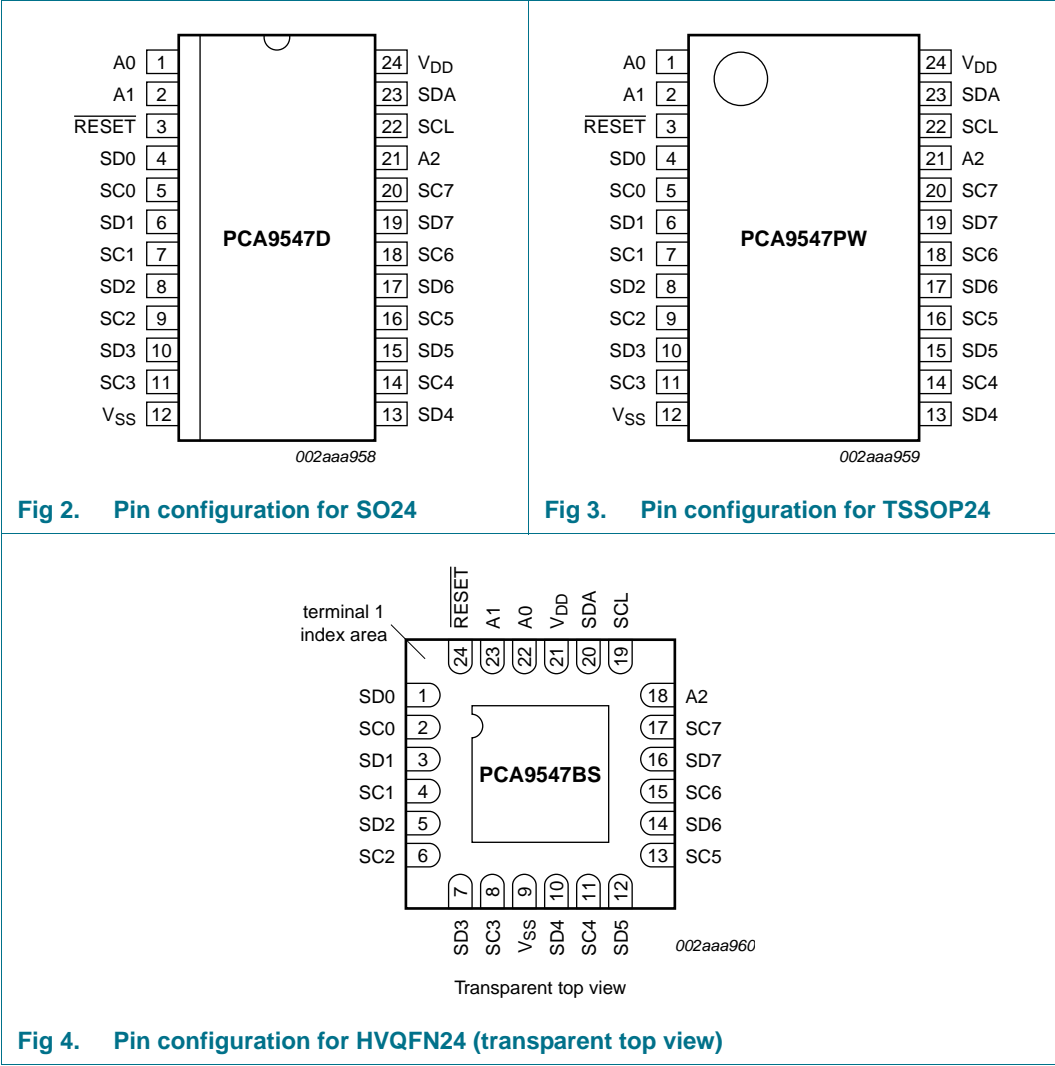 A0 1 24 VDD
A1 2 23 SDA
RESET 3 22 SCL
SD0 4 21 A2
SC0 5 20 SC7
SD1 6 19 SD7
SC1 7 18 SC6
SD2 8 17 SD6
SC2 9 16 SC5
SD3 10 15 SD5
SC3 11 14 SC4
VSS 12 13 SD4
PCA9547D
002aaa958
Fig 2. Pin configuration for SO24
A0 1 24 VDD
A1 2 23 SDA
RESET 3 22 SCL
SD0 4 21 A2
SC0 5 20 SC7
SD1 6 19 SD7
SC1 7 18 SC6
SD2 8 17 SD6
SC2 9 16 SC5
SD3 10 15 SD5
SC3 11 14 SC4
VSS 12 13 SD4
PCA9547PW
002aaa959
Fig 3. Pin configuration for TSSOP24
terminal 1
index area
RESET A1 A0 VDD SDA SCL
24 23 22 21 20 19
SD0 1 18 A2
SC0 2 17 SC7
SD1 3 16 SD7
SC1 4 15 SC6
SD2 5 14 SD6
SC2 6 13 SC5
PCA9547BS
7 8 9 10 11 12
SD3 SC3 VSS SD4 SC4 SD5
002aaa960
Transparent top view
Fig 4. Pin configuration for HVQFN24 (transparent top view)